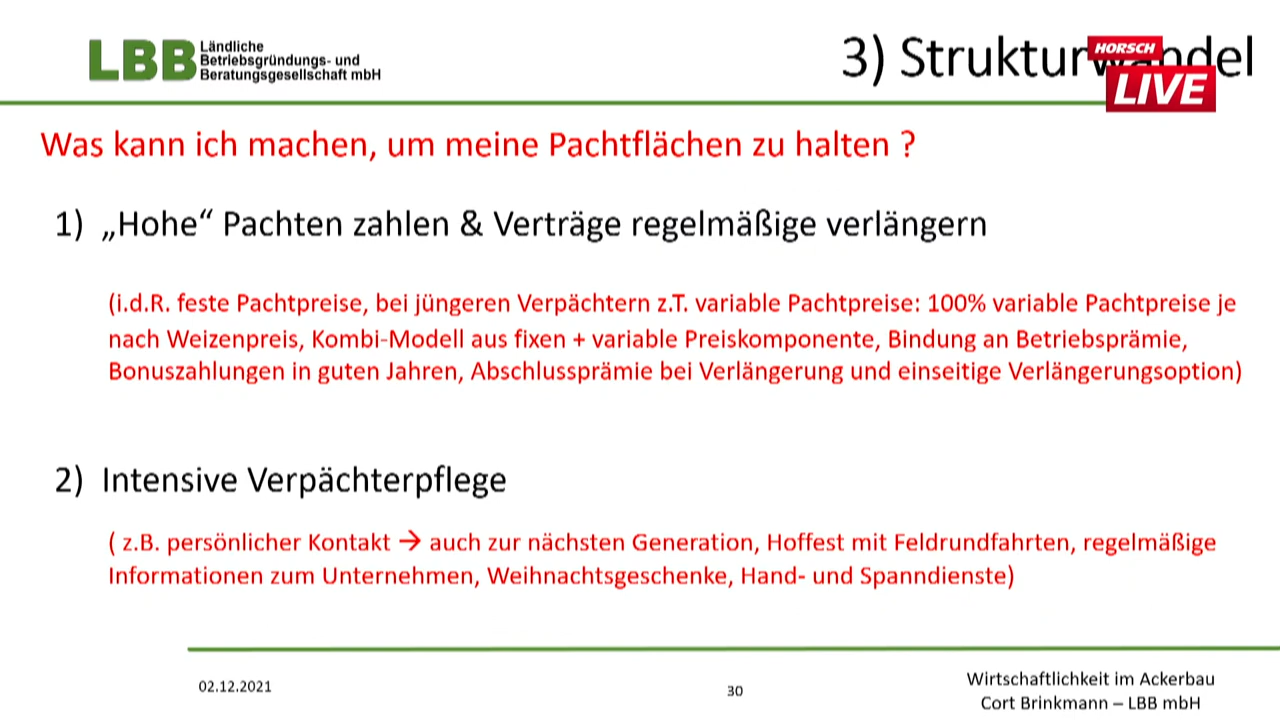 LBB Ländliche
Betriebsgründungs- und
Beratungsgesellschaft mbH
3) Strukturwandel
HORSCH
LIVE
Was kann ich machen, um meine Pachtflächen zu halten ?
1) „Hohe“ Pachten zahlen & Verträge regelmäßige verlängern
(i.d.R. feste Pachtpreise, bei jüngeren Verpächtern z.T. variable Pachtpreise: 100% variable Pachtpreise je
nach Weizenpreis, Kombi-Modell aus fixen + variable Preiskomponente, Bindung an Betriebsprämie,
Bonuszahlungen in guten Jahren, Abschlussprämie bei Verlängerung und einseitige Verlängerungsoption)
2) Intensive Verpächterpflege
( z.B. persönlicher Kontakt → auch zur nächsten Generation, Hoffest mit Feldrundfahrten, regelmäßige
Informationen zum Unternehmen, Weihnachtsgeschenke, Hand- und Spanndienste)
02.12.2021
30
Wirtschaftlichkeit im Ackerbau
Cort Brinkmann – LBB mbH